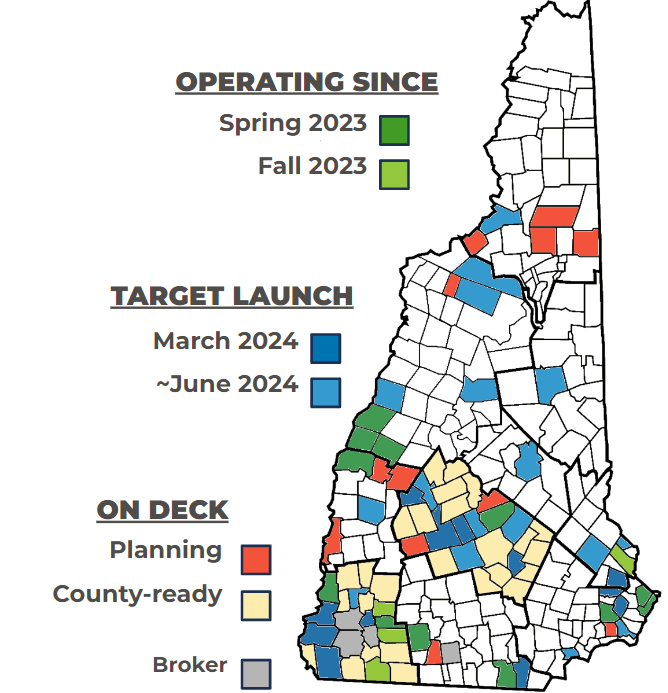 OPERATING SINCE
Spring 2023
Fall 2023
TARGET LAUNCH
March 2024
~June 2024
ON DECK
Planning
County-ready
Broker